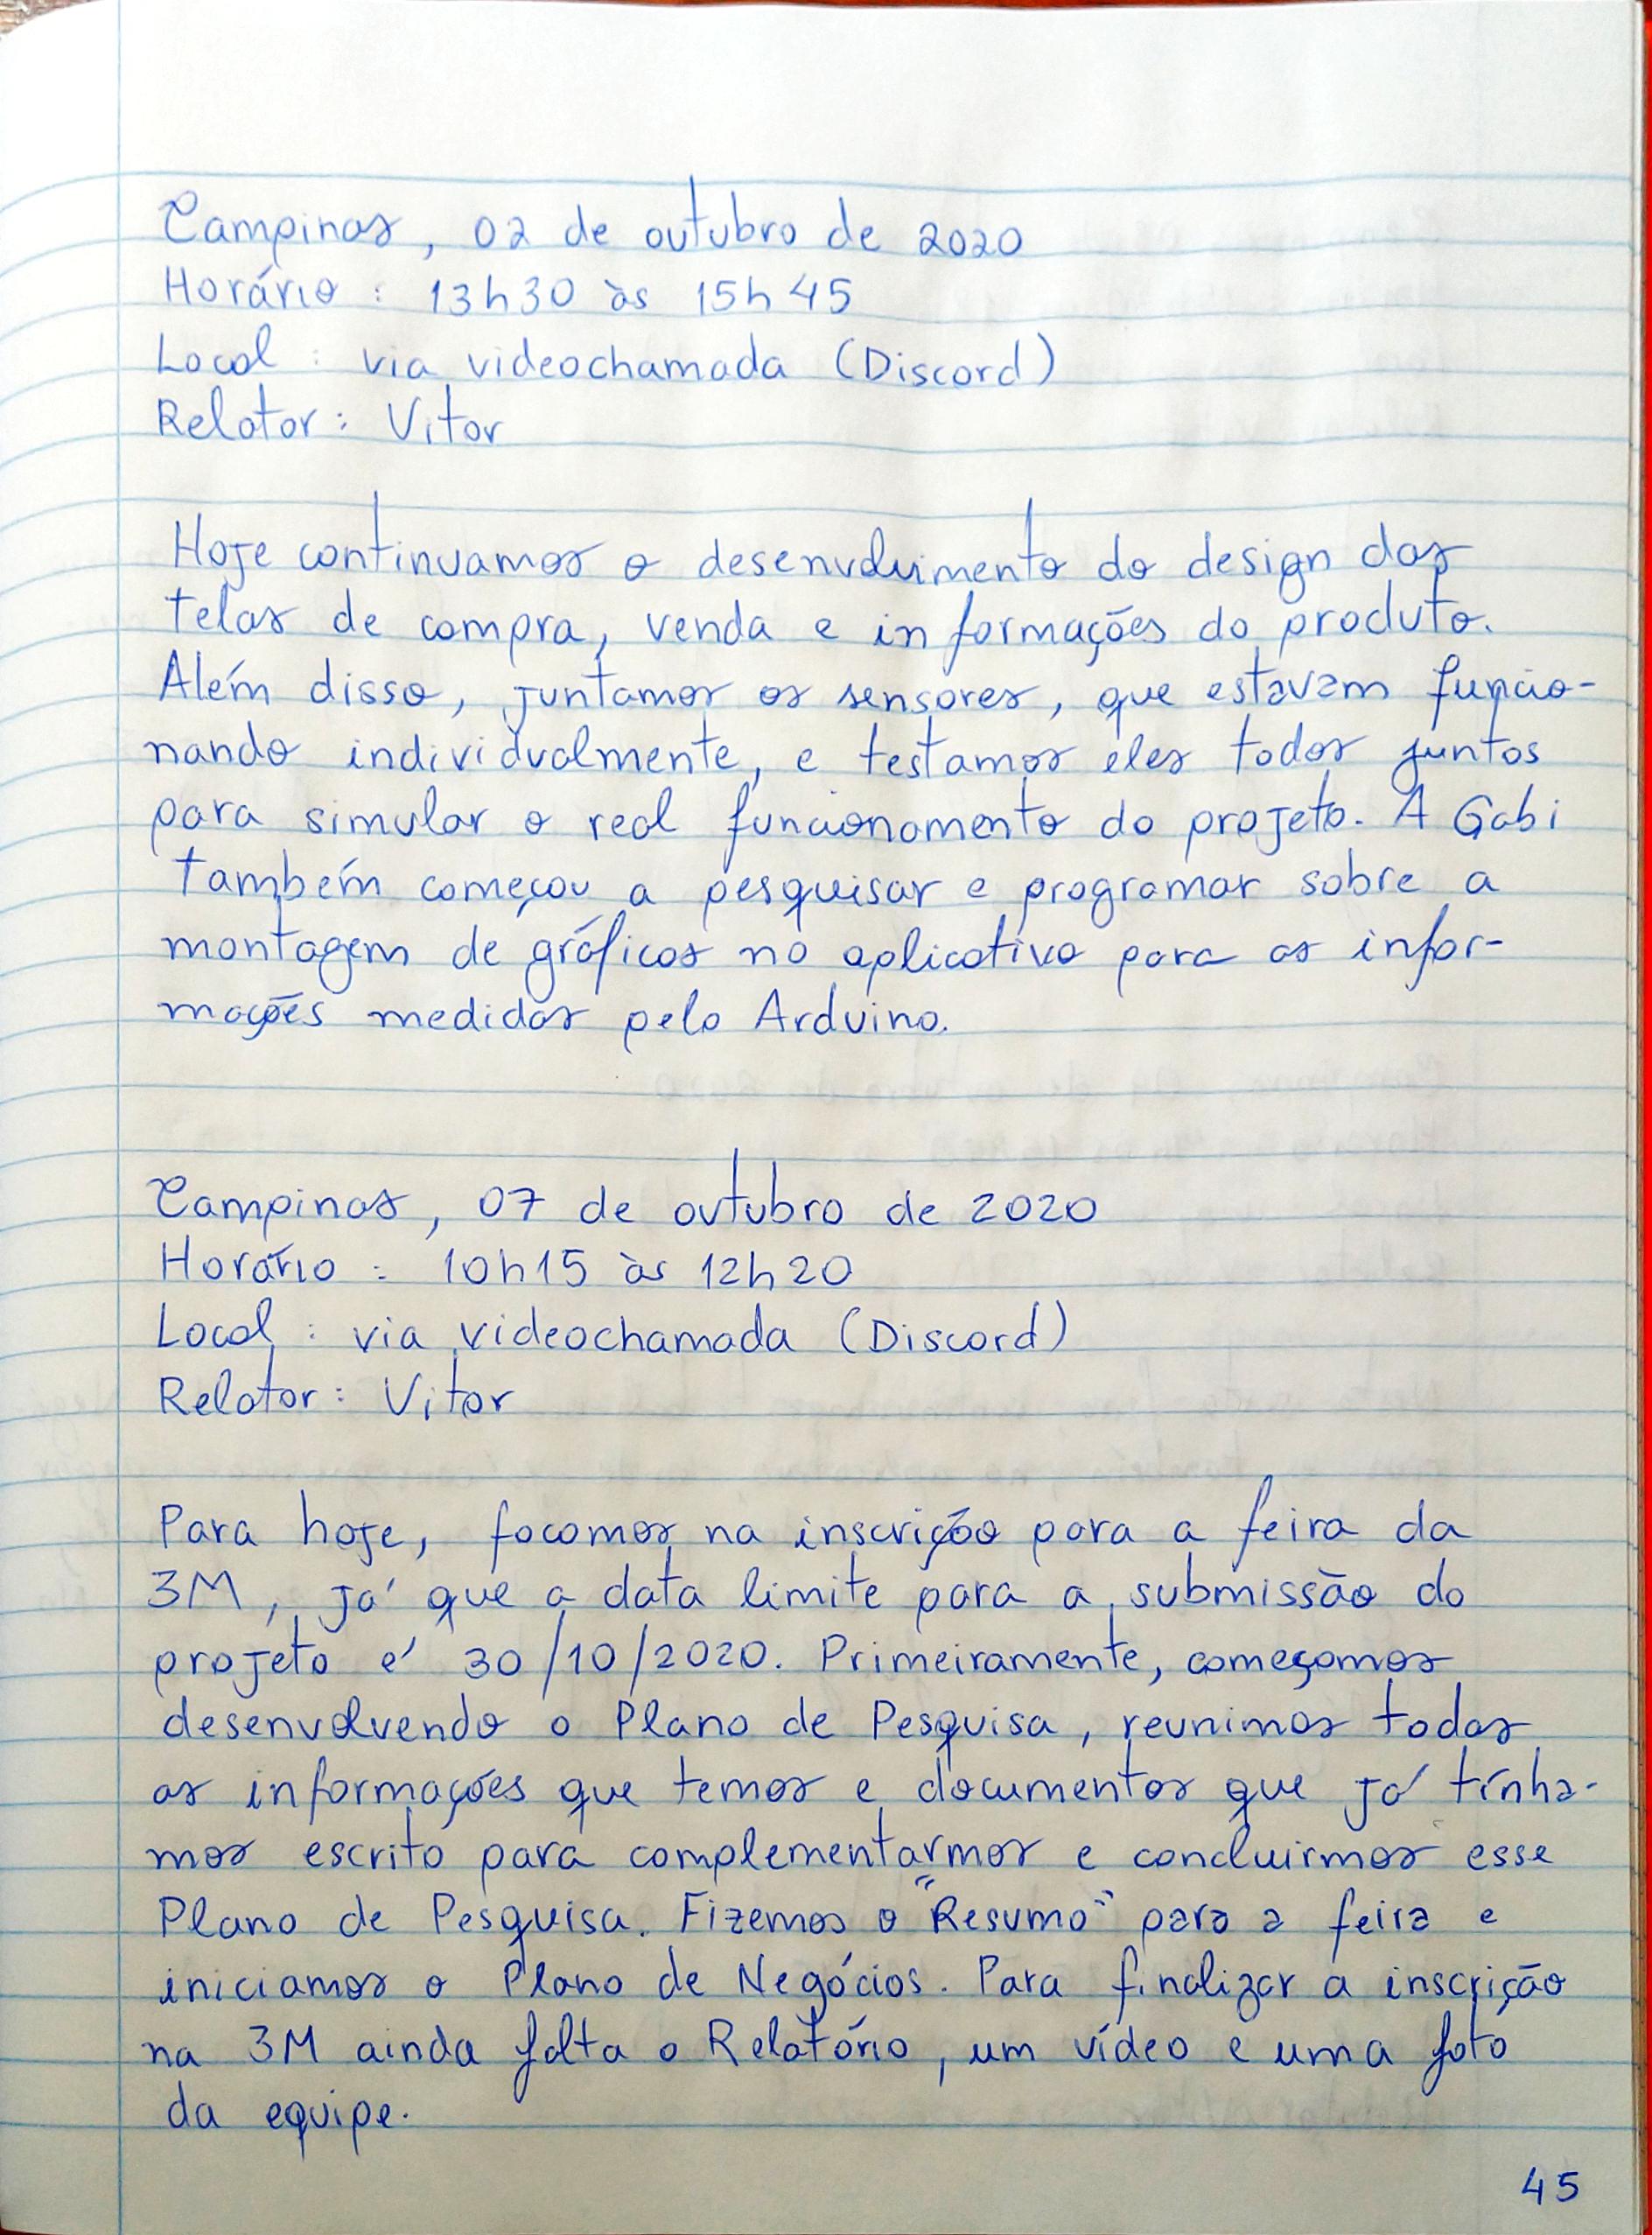 Campinas, 02 de outubro de 2020
Horário : 13h30 às 15h45
Local : via videochamada (Discord)
Relator : Vitor
Hoje continuamos o desenvolvimento do design das
telas de compra, venda e informações do produto.
Além disso, juntamos os sensores, que estavam funcio-
nando individualmente, e testamos eles todos juntos
para simular o real funcionamento do projeto. A Gabi
também começou a pesquisar e programar sobre a
montagem de gráficos no aplicativo para as infor-
mações medidas pelo Arduino.
Campinas, 07 de outubro de 2020
Horário : 10h15 às 12h20
Local : via videochamada (Discord)
Relator : Vitor
Para hoje, focamos na inscrição para a feira da
3M, já que a data limite para a submissão do
projeto é 30/10/2020. Primeiramente, começamos
desenvolvendo o Plano de Pesquisa, reunimos todas
as informações que temos e documentos que já tínha-
mos escrito para complementarmos e concluirmos esse
Plano de Pesquisa. Fizemos o "Resumo" para a feira e
iniciamos o Plano de Negócios. Para finalizar a inscrição
na 3M ainda falta o Relatório, um vídeo e uma foto
da equipe.
45